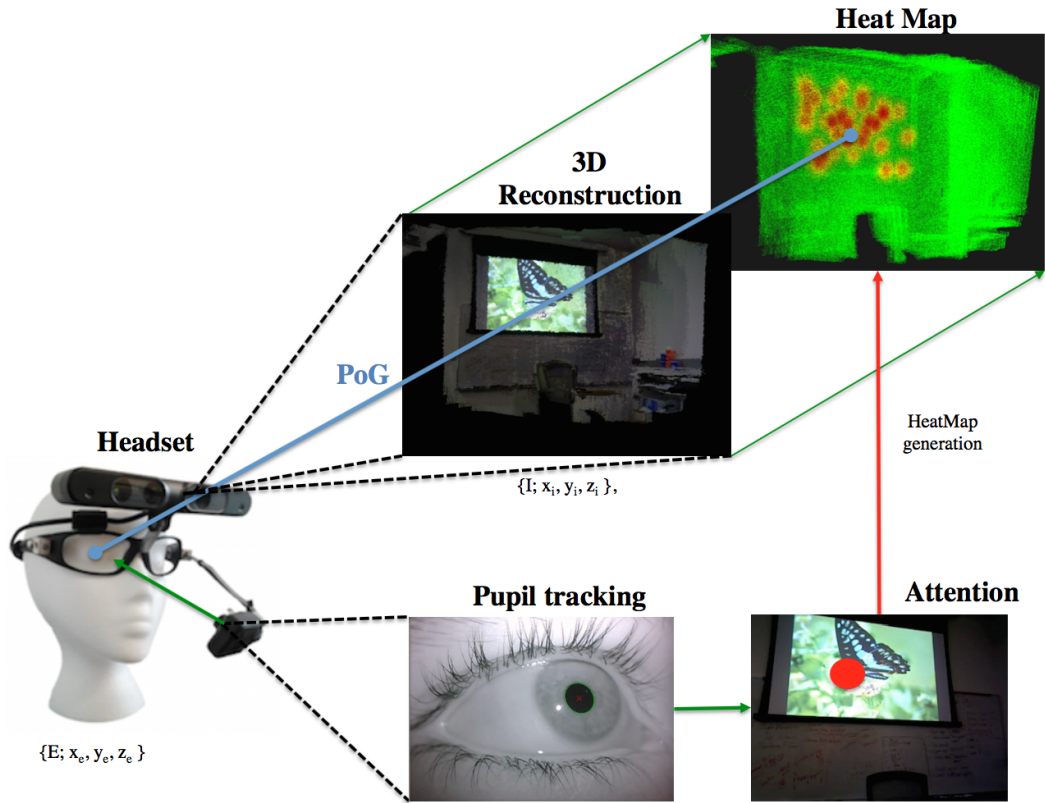 Heat Map
3D
Reconstruction
PoG
Headset
HeatMap
generation
{I; xᵢ, yᵢ, zᵢ },
Pupil tracking
Attention
{E; xₑ, yₑ, zₑ }